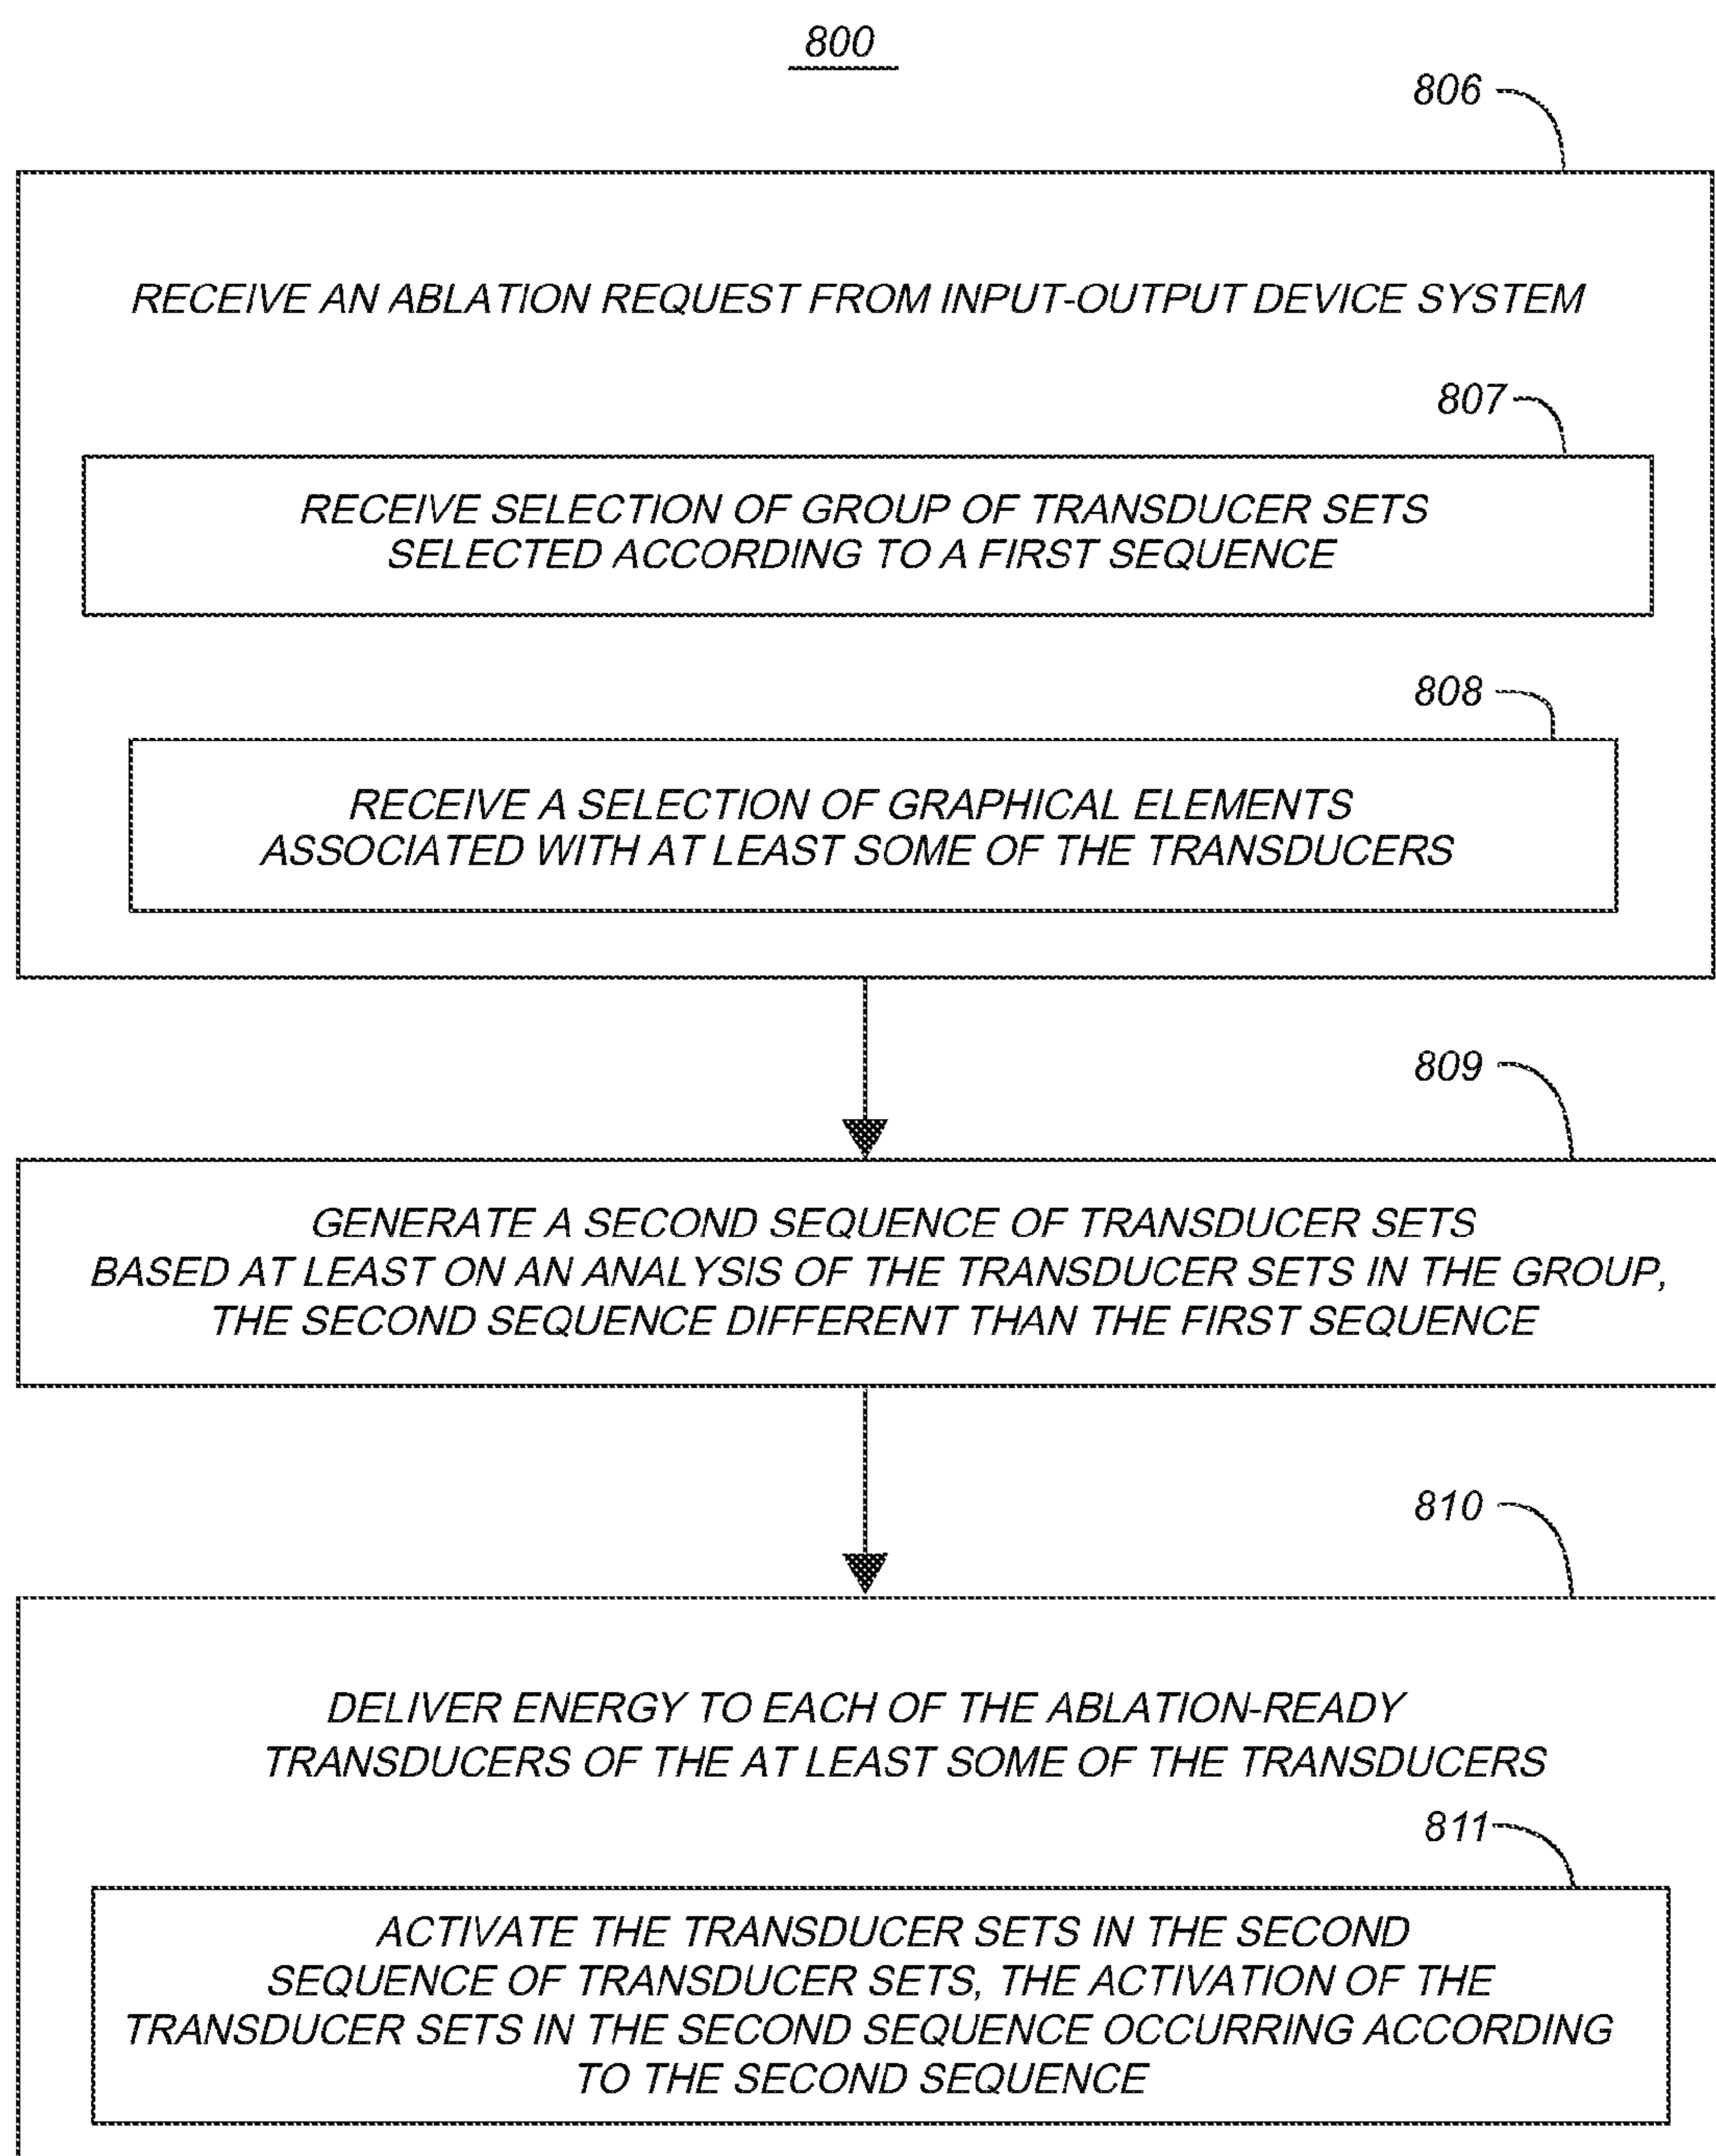 800
806
RECEIVE AN ABLATION REQUEST FROM INPUT-OUTPUT DEVICE SYSTEM
807
RECEIVE SELECTION OF GROUP OF TRANSDUCER SETS
SELECTED ACCORDING TO A FIRST SEQUENCE
808
RECEIVE A SELECTION OF GRAPHICAL ELEMENTS
ASSOCIATED WITH AT LEAST SOME OF THE TRANSDUCERS
809
GENERATE A SECOND SEQUENCE OF TRANSDUCER SETS
BASED AT LEAST ON AN ANALYSIS OF THE TRANSDUCER SETS IN THE GROUP,
THE SECOND SEQUENCE DIFFERENT THAN THE FIRST SEQUENCE
810
DELIVER ENERGY TO EACH OF THE ABLATION-READY
TRANSDUCERS OF THE AT LEAST SOME OF THE TRANSDUCERS
811
ACTIVATE THE TRANSDUCER SETS IN THE SECOND
SEQUENCE OF TRANSDUCER SETS, THE ACTIVATION OF THE
TRANSDUCER SETS IN THE SECOND SEQUENCE OCCURRING ACCORDING
TO THE SECOND SEQUENCE